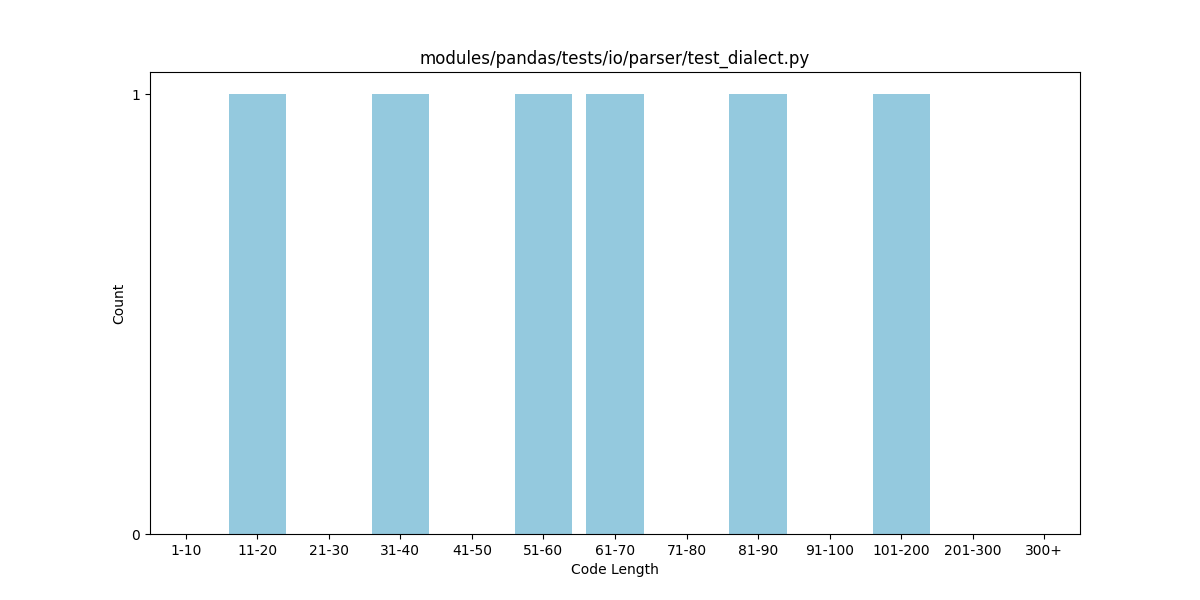 modules/pandas/tests/io/parser/test_dialect.py
1
Count
0
1-10 11-20 21-30 31-40 41-50 51-60 61-70 71-80 81-90 91-100 101-200 201-300 300+
Code Length